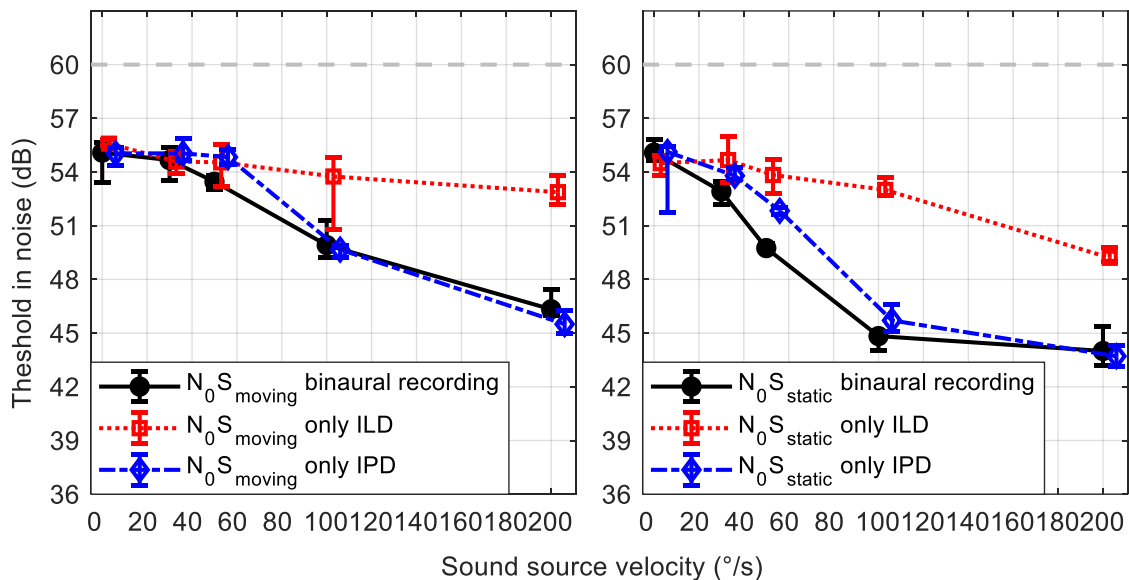 Theshold in noise (dB)
60
57
54
51
48
45
42
39
36
N0Smoving binaural recording
N0Smoving only ILD
N0Smoving only IPD
0 20 40 60 80 100 120 140 160 180 200
60
57
54
51
48
45
42
39
36
N0Sstatic binaural recording
N0Sstatic only ILD
N0Sstatic only IPD
0 20 40 60 80 100 120 140 160 180 200
Sound source velocity (°/s)